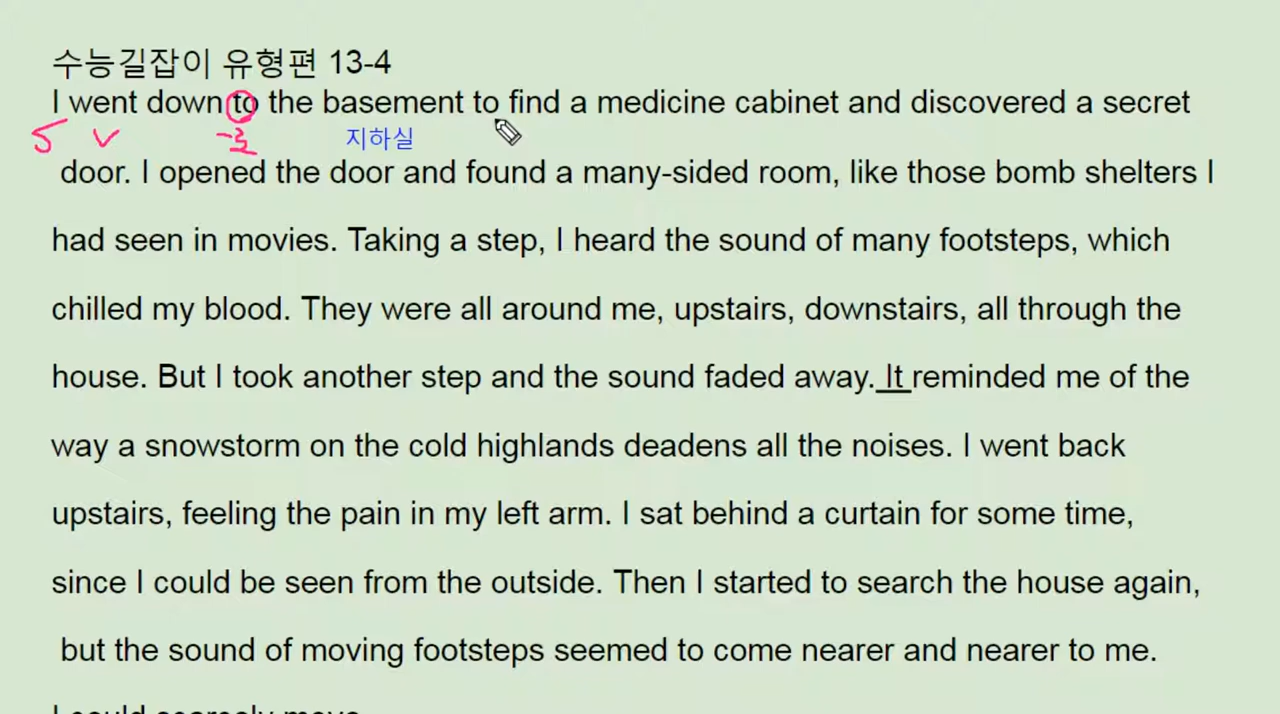 수능길잡이 유형편 13-4
I went down to the basement to find a medicine cabinet and discovered a secret
S V -로 지하실
door. I opened the door and found a many-sided room, like those bomb shelters I
had seen in movies. Taking a step, I heard the sound of many footsteps, which
chilled my blood. They were all around me, upstairs, downstairs, all through the
house. But I took another step and the sound faded away. It reminded me of the
way a snowstorm on the cold highlands deadens all the noises. I went back
upstairs, feeling the pain in my left arm. I sat behind a curtain for some time,
since I could be seen from the outside. Then I started to search the house again,
but the sound of moving footsteps seemed to come nearer and nearer to me.
I could scarcely move